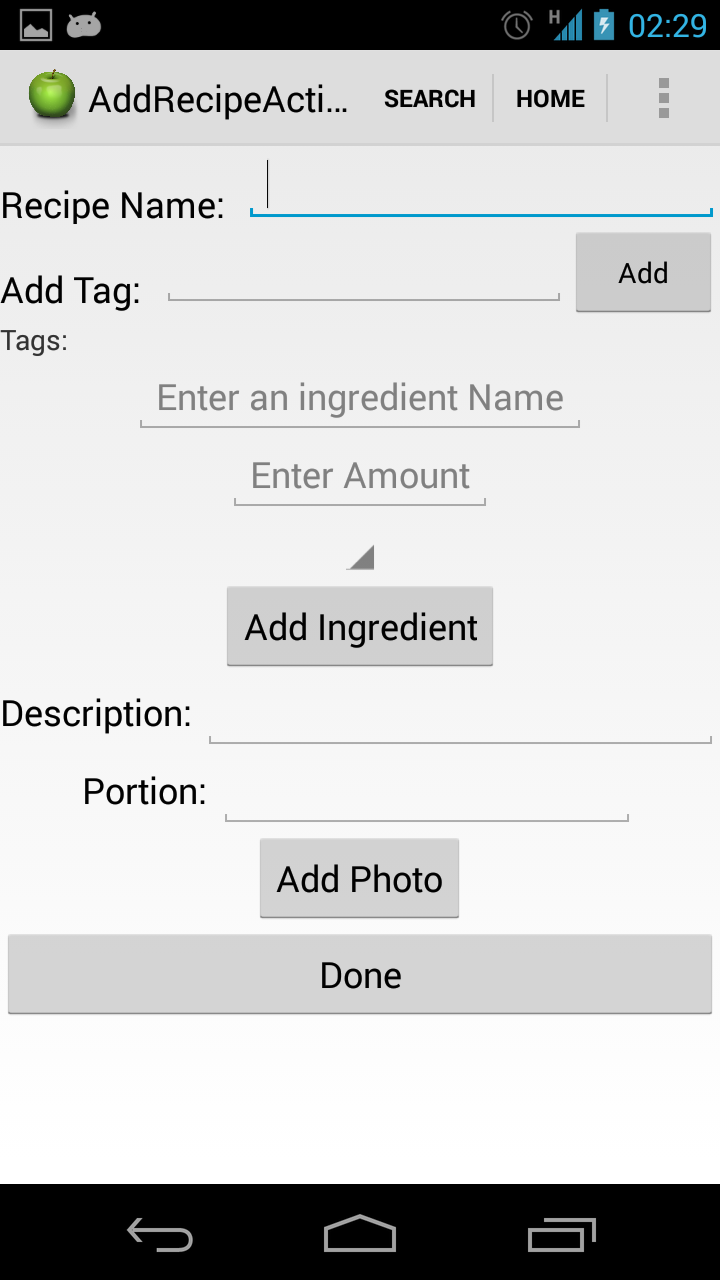 H 02:29
AddRecipeActi... SEARCH HOME
Recipe Name:
Add Tag: Add
Tags:
Enter an ingredient Name
Enter Amount
Add Ingredient
Description:
Portion:
Add Photo
Done